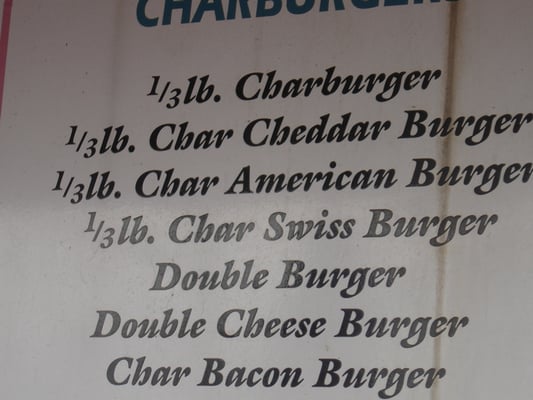 CHARBURGERS
1/3lb. Charburger
1/3lb. Char Cheddar Burger
1/3lb. Char American Burger
1/3lb. Char Swiss Burger
Double Burger
Double Cheese Burger
Char Bacon Burger